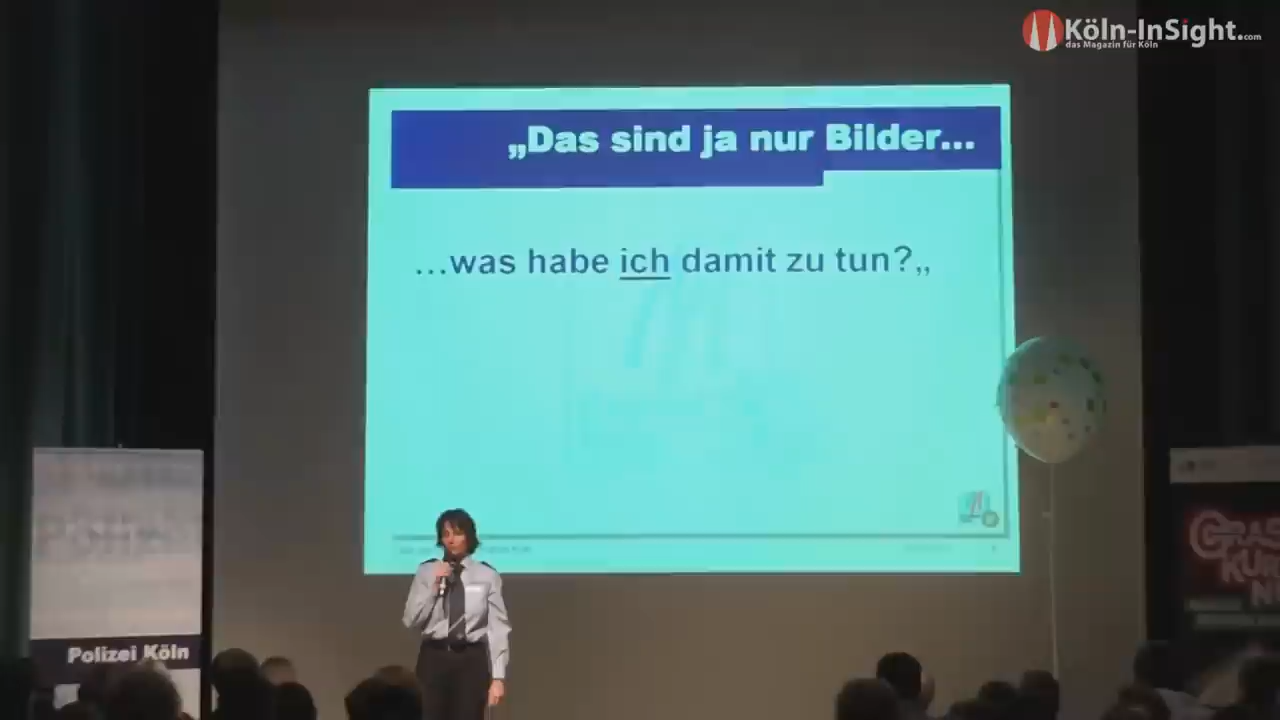 Köln-InSight.com
das Magazin für Köln
„Das sind ja nur Bilder...
...was habe ich damit zu tun?„
Polizei Köln